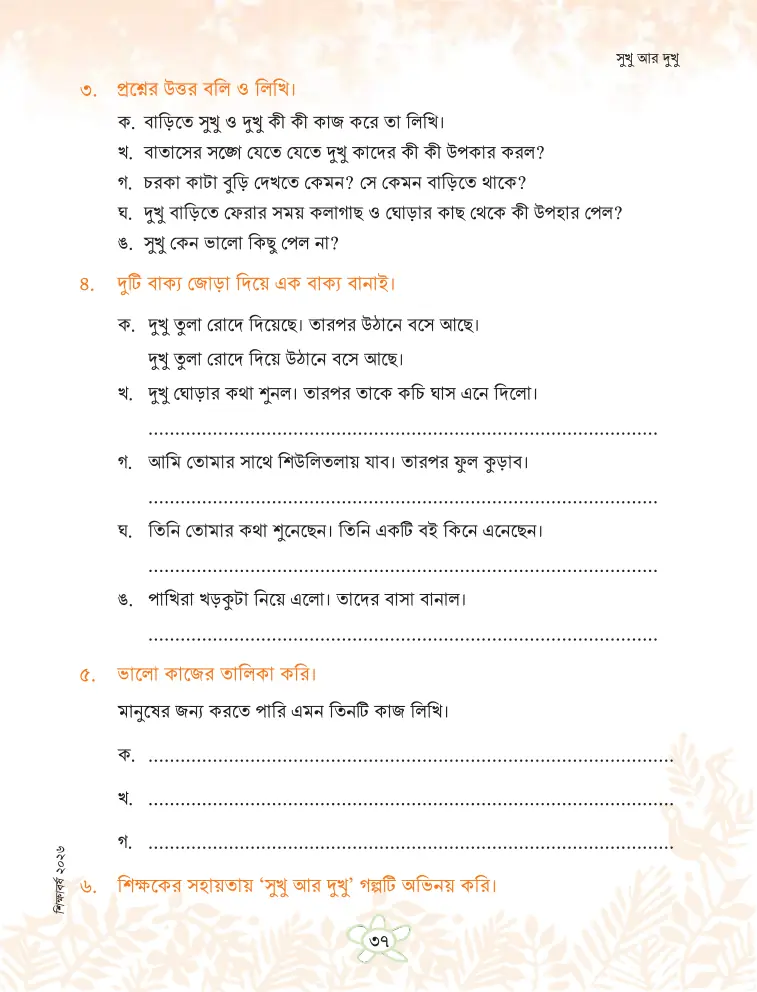 সুখু আর দুখু
৩. প্রশ্নের উত্তর বলি ও লিখি।
ক. বাড়িতে সুখু ও দুখু কী কী কাজ করে তা লিখি।
খ. বাতাসের সঙ্গে যেতে যেতে দুখু কাদের কী কী উপকার করল?
গ. চরকা কাটা বুড়ি দেখতে কেমন? সে কেমন বাড়িতে থাকে?
ঘ. দুখু বাড়িতে ফেরার সময় কলাগাছ ও ঘোড়ার কাছ থেকে কী উপহার পেল?
ঙ. সুখু কেন ভালো কিছু পেল না?
৪. দুটি বাক্য জোড়া দিয়ে এক বাক্য বানাই।
ক. দুখু তুলা রোদে দিয়েছে। তারপর উঠানে বসে আছে।
দুখু তুলা রোদে দিয়ে উঠানে বসে আছে।
খ. দুখু ঘোড়ার কথা শুনল। তারপর তাকে কচি ঘাস এনে দিলো।
................................................................................................
গ. আমি তোমার সাথে শিউলিতলায় যাব। তারপর ফুল কুড়াব।
................................................................................................
ঘ. তিনি তোমার কথা শুনেছেন। তিনি একটি বই কিনে এনেছেন।
................................................................................................
ঙ. পাখিরা খড়কুটা নিয়ে এলো। তাদের বাসা বানাল।
................................................................................................
৫. ভালো কাজের তালিকা করি।
মানুষের জন্য করতে পারি এমন তিনটি কাজ লিখি।
ক. ...................................................................................................
খ. ...................................................................................................
গ. ...................................................................................................
৬. শিক্ষকের সহায়তায় ‘সুখু আর দুখু’ গল্পটি অভিনয় করি।
শিক্ষাবর্ষ ২০২৬
৩৭